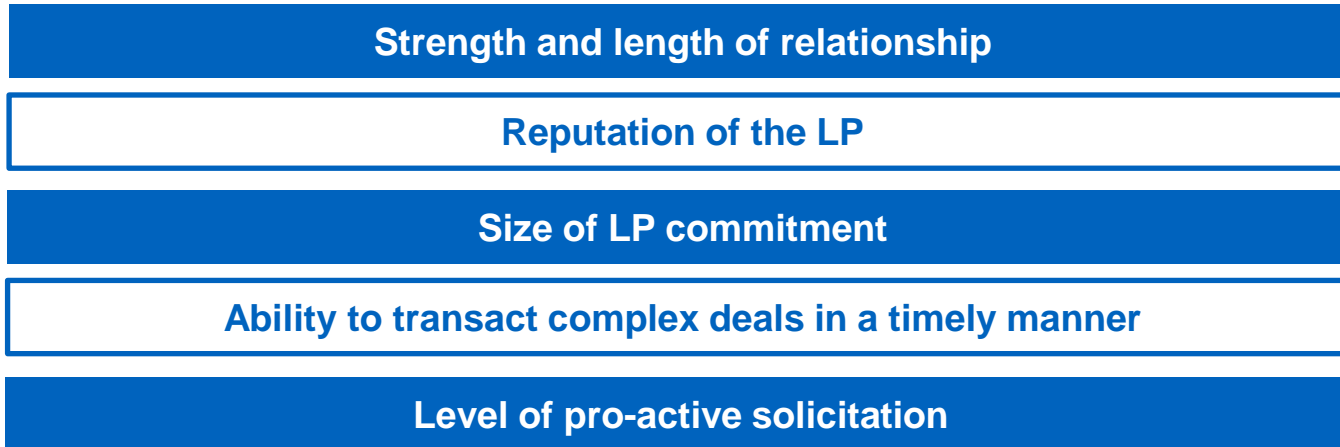 Strength and length of relationship
Reputation of the LP
Size of LP commitment
Ability to transact complex deals in a timely manner
Level of pro-active solicitation